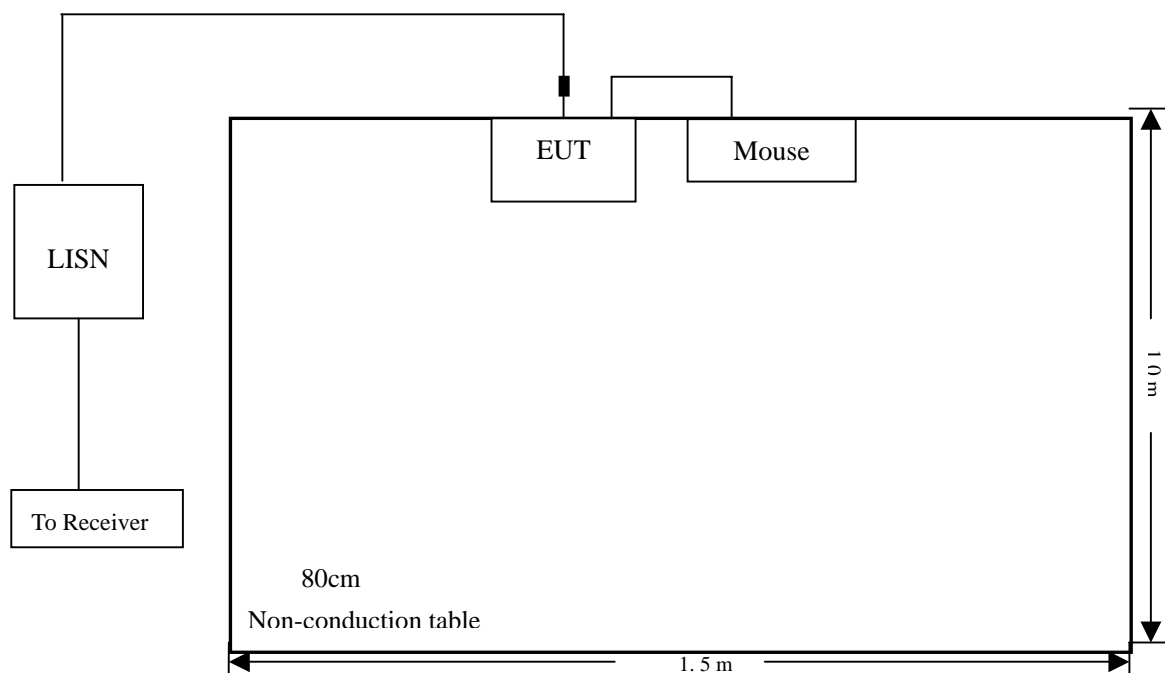 EUT
Mouse
LISN
1.0 m
To Receiver
80cm
Non-conduction table
1. 5 m